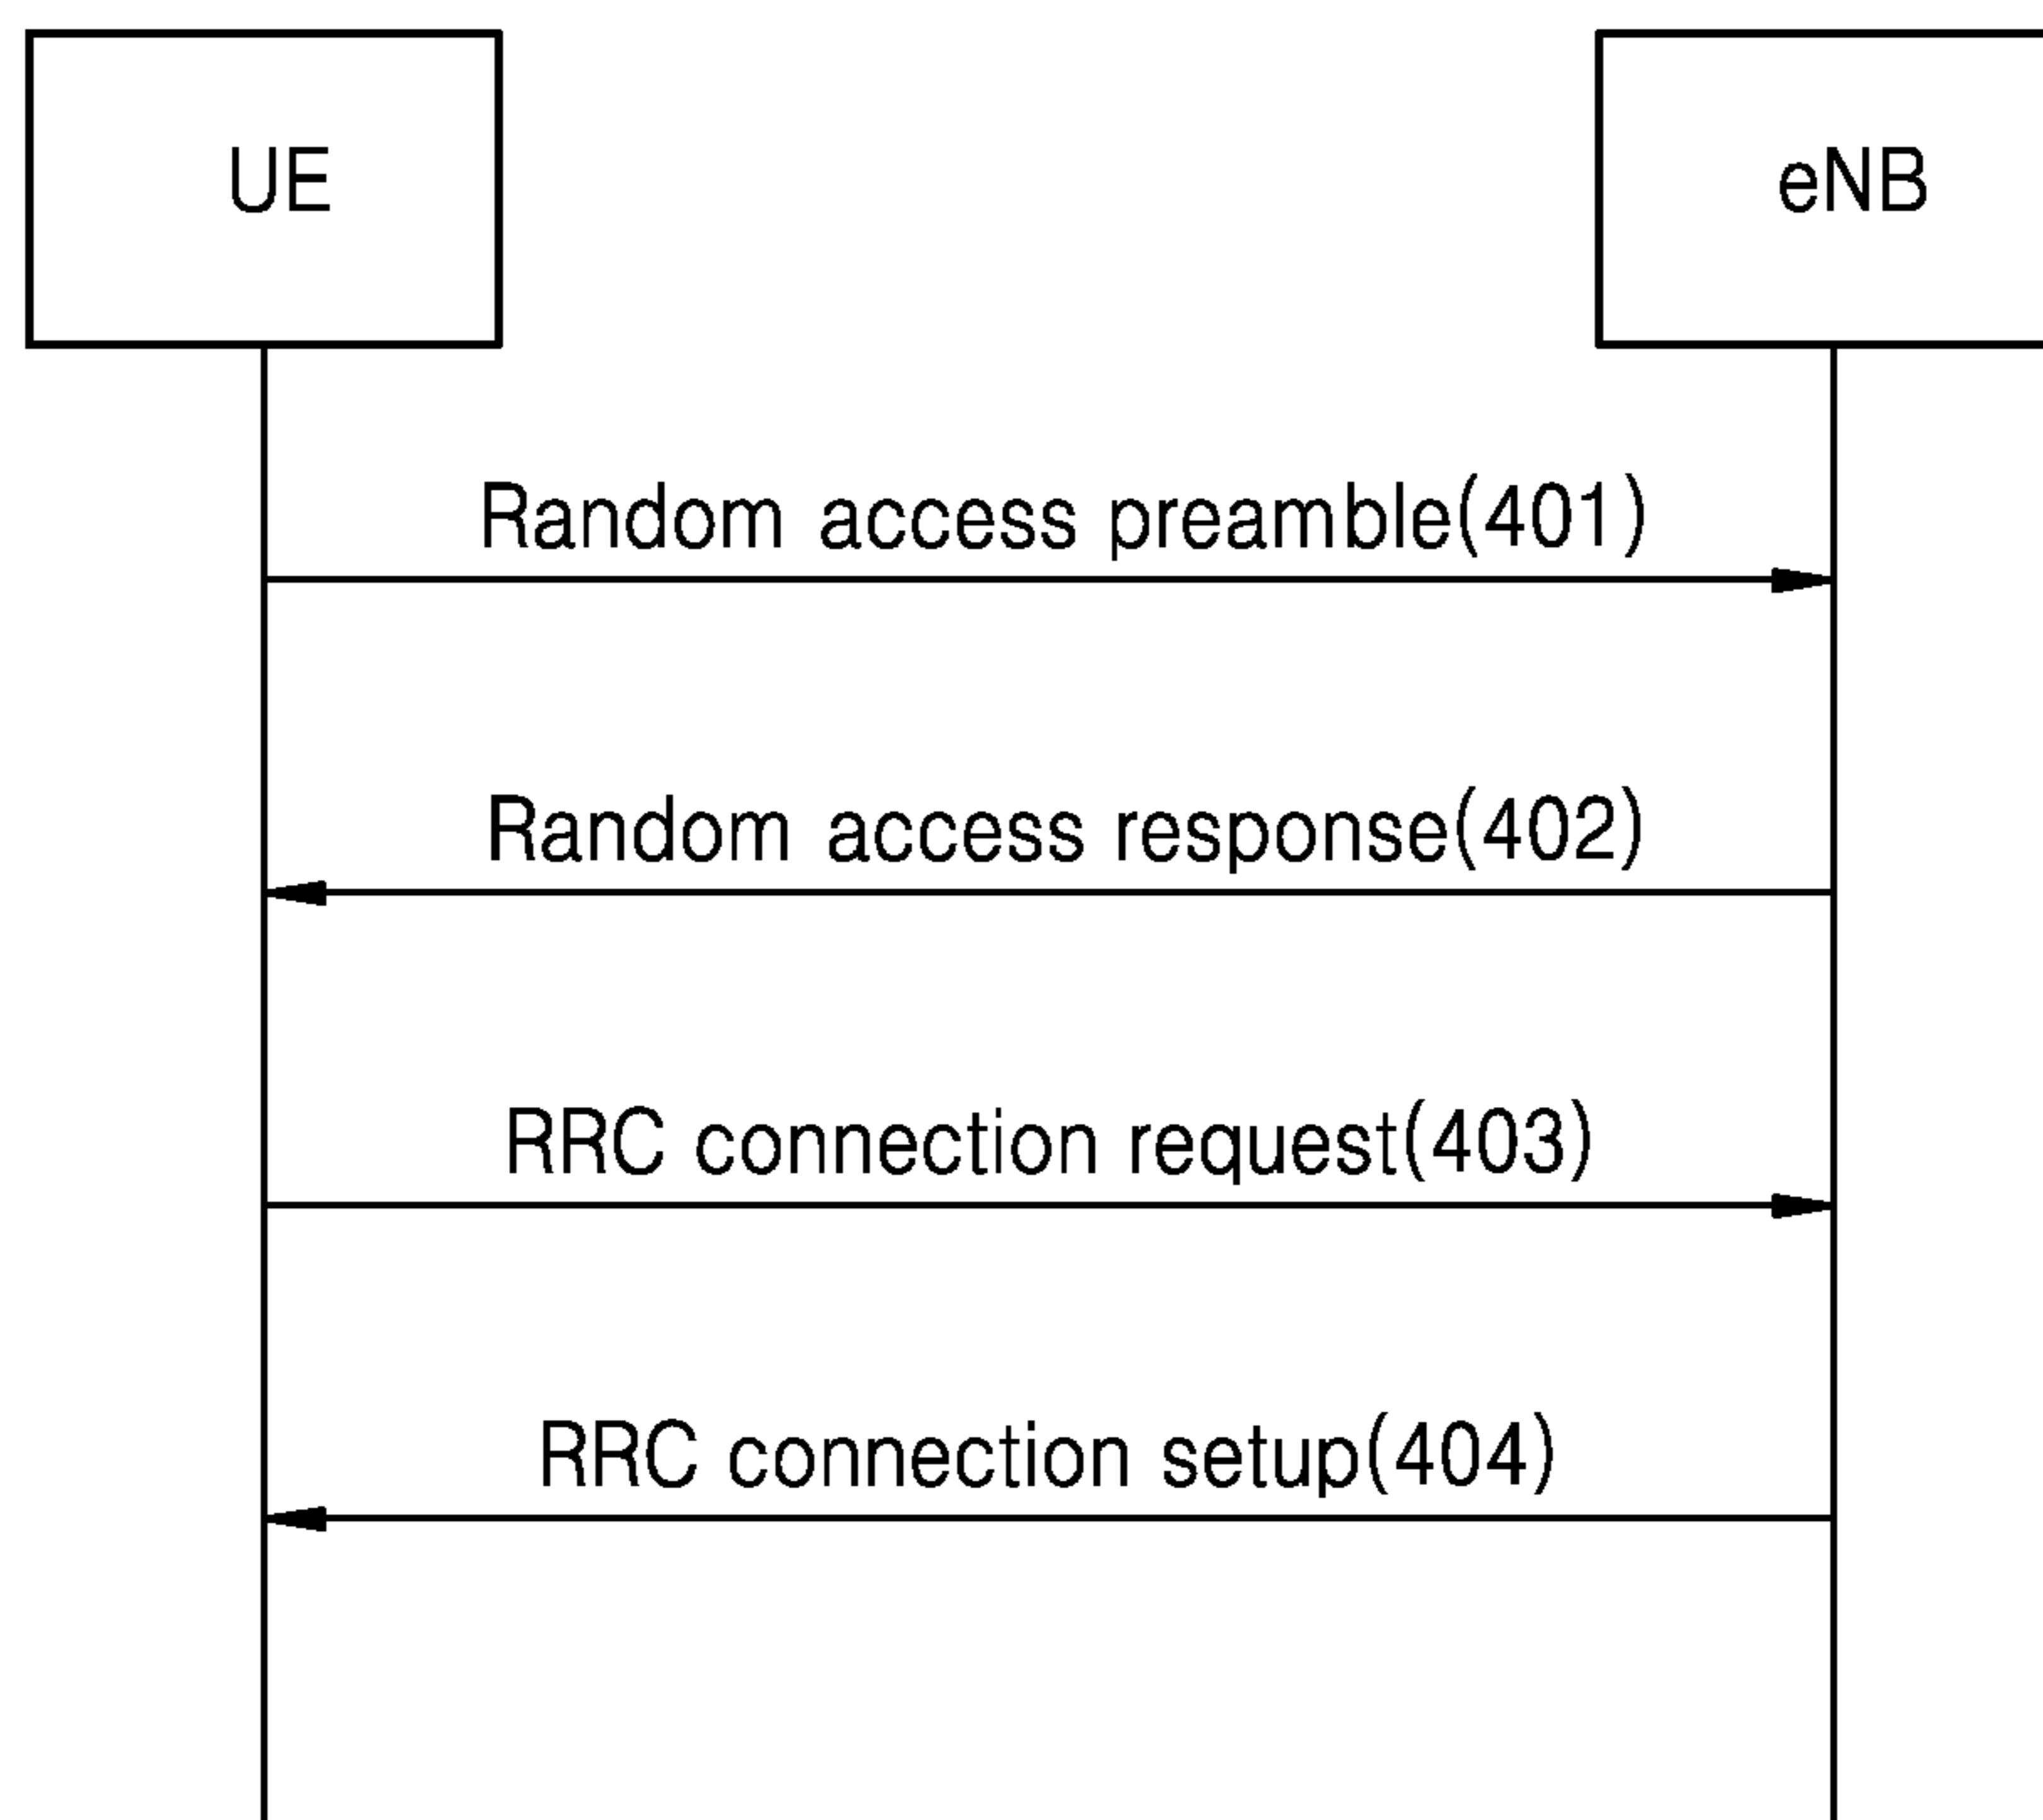 UE
eNB
Random access preamble(401)
Random access response(402)
RRC connection request(403)
RRC connection setup(404)